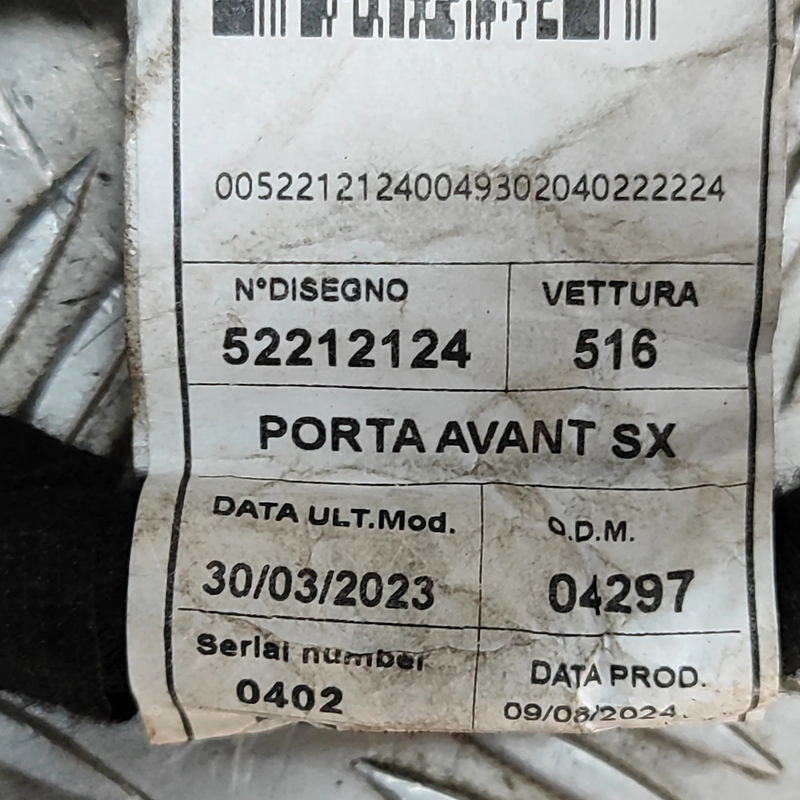 00522121240049302040222224
N°DISEGNO VETTURA
52212124 516
PORTA AVANT SX
DATA ULT.Mod. O.D.M.
30/03/2023 04297
Serial number DATA PROD.
0402 09/08/2024